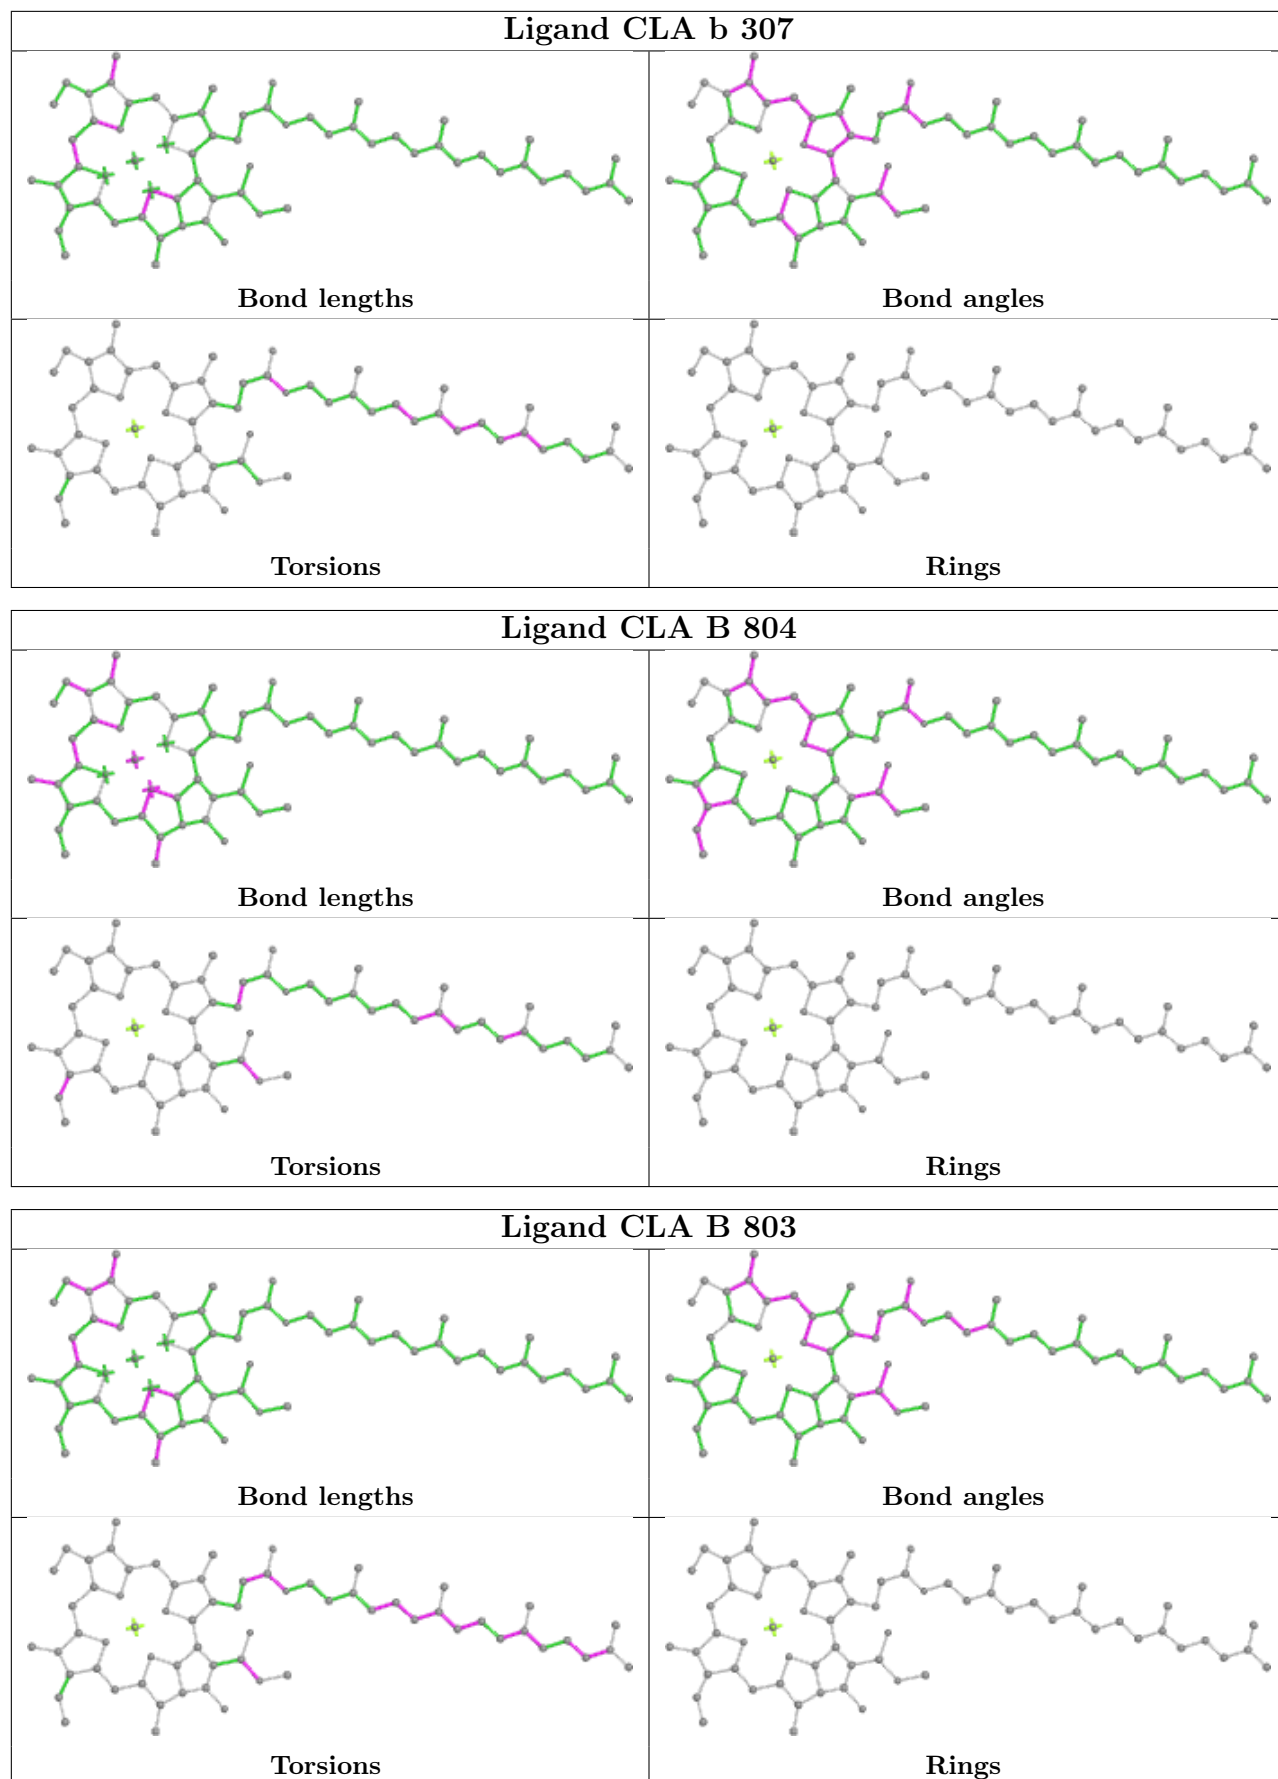 Ligand CLA b 307
Bond lengths
Bond angles
Torsions
Rings
Ligand CLA B 804
Bond lengths
Bond angles
Torsions
Rings
Ligand CLA B 803
Bond lengths
Bond angles
Torsions
Rings